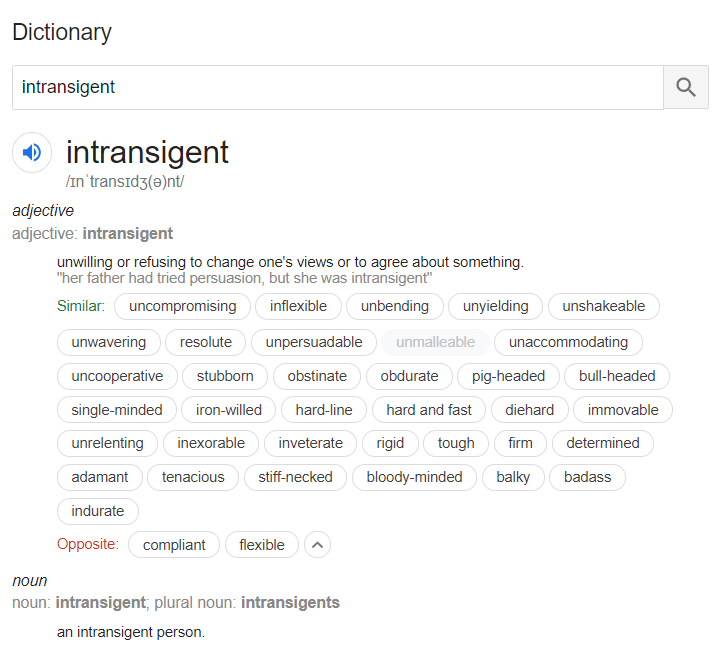 Dictionary
intransigent
intransigent
/ɪnˈtransɪdʒ(ə)nt/
adjective
adjective: intransigent
unwilling or refusing to change one's views or to agree about something.
"her father had tried persuasion, but she was intransigent"
Similar: uncompromising inflexible unbending unyielding unshakeable
unwavering resolute unpersuadable unmalleable unaccommodating
uncooperative stubborn obstinate obdurate pig-headed bull-headed
single-minded iron-willed hard-line hard and fast diehard immovable
unrelenting inexorable inveterate rigid tough firm determined
adamant tenacious stiff-necked bloody-minded balky badass
indurate
Opposite: compliant flexible
noun
noun: intransigent; plural noun: intransigents
an intransigent person.